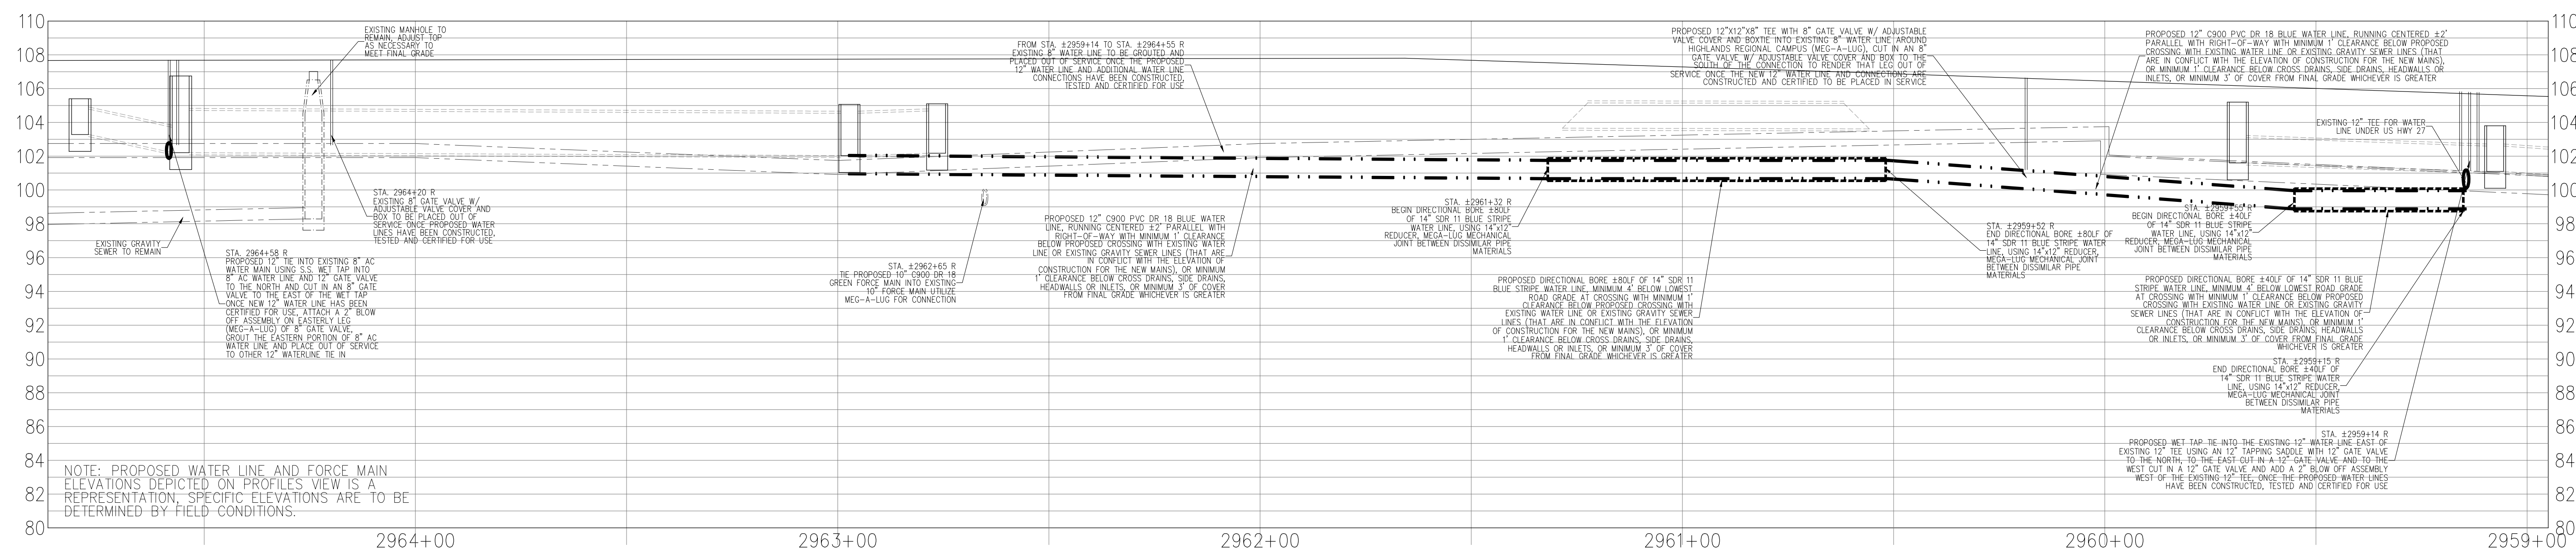 110
108
106
104
102
100
98
96
94
92
90
88
86
84
82
80
EXISTING MANHOLE TO
REMAIN, ADJUST TOP
AS NECESSARY TO
MEET FINAL GRADE
EXISTING GRAVITY
SEWER TO REMAIN
STA. 2964+58 R
PROPOSED 12" TIE INTO EXISTING 8" AC
WATER MAIN USING S.S. WET TAP INTO
8" AC WATER LINE AND 12" GATE VALVE
TO THE NORTH AND CUT IN AN 8" GATE
VALVE TO THE EAST OF THE WET TAP
ONCE NEW 12" WATER LINE HAS BEEN
CERTIFIED FOR USE, ATTACH A 2" BLOW
OFF ASSEMBLY ON EASTERLY LEG
(MEG-A-LUG) OF 8" GATE VALVE,
GROUT THE EASTERN PORTION OF 8" AC
WATER LINE AND PLACE OUT OF SERVICE
TO OTHER 12" WATERLINE TIE IN
STA. 2964+20 R
EXISTING 8" GATE VALVE W/
ADJUSTABLE VALVE COVER AND
BOX TO BE PLACED OUT OF
SERVICE ONCE PROPOSED WATER
LINES HAVE BEEN CONSTRUCTED,
TESTED AND CERTIFIED FOR USE
NOTE: PROPOSED WATER LINE AND FORCE MAIN
ELEVATIONS DEPICTED ON PROFILES VIEW IS A
REPRESENTATION, SPECIFIC ELEVATIONS ARE TO BE
DETERMINED BY FIELD CONDITIONS.
STA. ±2962+65 R
TIE PROPOSED 10" C900 DR 18
GREEN FORCE MAIN INTO EXISTING
10" FORCE MAIN UTILIZE
MEG-A-LUG FOR CONNECTION
FROM STA. ±2959+14 TO STA. ±2964+55 R
EXISTING 8" WATER LINE TO BE GROUTED AND
PLACED OUT OF SERVICE ONCE THE PROPOSED
12" WATER LINE AND ADDITIONAL WATER LINE
CONNECTIONS HAVE BEEN CONSTRUCTED,
TESTED AND CERTIFIED FOR USE
PROPOSED 12" C900 PVC DR 18 BLUE WATER
LINE, RUNNING CENTERED ±2' PARALLEL WITH
RIGHT-OF-WAY WITH MINIMUM 1' CLEARANCE
BELOW PROPOSED CROSSING WITH EXISTING WATER
LINE OR EXISTING GRAVITY SEWER LINES (THAT ARE
IN CONFLICT WITH THE ELEVATION OF
CONSTRUCTION FOR THE NEW MAINS), OR MINIMUM
1' CLEARANCE BELOW CROSS DRAINS, SIDE DRAINS,
HEADWALLS OR INLETS, OR MINIMUM 3' OF COVER
FROM FINAL GRADE WHICHEVER IS GREATER
STA. ±2961+32 R
BEGIN DIRECTIONAL BORE ±80LF
OF 14" SDR 11 BLUE STRIPE
WATER LINE, USING 14"x12"
REDUCER, MEGA-LUG MECHANICAL
JOINT BETWEEN DISSIMILAR PIPE
MATERIALS
PROPOSED DIRECTIONAL BORE ±80LF OF 14" SDR 11
BLUE STRIPE WATER LINE, MINIMUM 4' BELOW LOWEST
ROAD GRADE AT CROSSING WITH MINIMUM 1'
CLEARANCE BELOW PROPOSED CROSSING WITH
EXISTING WATER LINE OR EXISTING GRAVITY SEWER
LINES (THAT ARE IN CONFLICT WITH THE ELEVATION
OF CONSTRUCTION FOR THE NEW MAINS), OR MINIMUM
1' CLEARANCE BELOW CROSS DRAINS, SIDE DRAINS,
HEADWALLS OR INLETS, OR MINIMUM 3' OF COVER
FROM FINAL GRADE WHICHEVER IS GREATER
PROPOSED 12"X12"X8" TEE WITH 8" GATE VALVE W/ ADJUSTABLE
VALVE COVER AND BOXTIE INTO EXISTING 8" WATER LINE AROUND
HIGHLANDS REGIONAL CAMPUS (MEG-A-LUG), CUT IN AN 8"
GATE VALVE W/ ADJUSTABLE VALVE COVER AND BOX TO THE
SOUTH OF THE CONNECTION TO RENDER THAT LEG OUT OF
SERVICE ONCE THE NEW 12" WATER LINE AND CONNECTIONS ARE
CONSTRUCTED AND CERTIFIED TO BE PLACED IN SERVICE
STA. ±2959+52 R
END DIRECTIONAL BORE ±80LF OF
14" SDR 11 BLUE STRIPE WATER
LINE, USING 14"x12" REDUCER,
MEGA-LUG MECHANICAL JOINT
BETWEEN DISSIMILAR PIPE
MATERIALS
PROPOSED 12" C900 PVC DR 18 BLUE WATER LINE, RUNNING CENTERED ±2'
PARALLEL WITH RIGHT-OF-WAY WITH MINIMUM 1' CLEARANCE BELOW PROPOSED
CROSSING WITH EXISTING WATER LINE OR EXISTING GRAVITY SEWER LINES (THAT
ARE IN CONFLICT WITH THE ELEVATION OF CONSTRUCTION FOR THE NEW MAINS),
OR MINIMUM 1' CLEARANCE BELOW CROSS DRAINS, SIDE DRAINS, HEADWALLS OR
INLETS, OR MINIMUM 3' OF COVER FROM FINAL GRADE WHICHEVER IS GREATER
EXISTING 12" TEE FOR WATER
LINE UNDER US HWY 27
STA. ±2959+55 R
BEGIN DIRECTIONAL BORE ±40LF
OF 14" SDR 11 BLUE STRIPE
WATER LINE, USING 14"x12"
REDUCER, MEGA-LUG MECHANICAL
JOINT BETWEEN DISSIMILAR PIPE
MATERIALS
PROPOSED DIRECTIONAL BORE ±40LF OF 14" SDR 11 BLUE
STRIPE WATER LINE, MINIMUM 4' BELOW LOWEST ROAD GRADE
AT CROSSING WITH MINIMUM 1' CLEARANCE BELOW PROPOSED
CROSSING WITH EXISTING WATER LINE OR EXISTING GRAVITY
SEWER LINES (THAT ARE IN CONFLICT WITH THE ELEVATION OF
CONSTRUCTION FOR THE NEW MAINS), OR MINIMUM 1'
CLEARANCE BELOW CROSS DRAINS, SIDE DRAINS, HEADWALLS
OR INLETS, OR MINIMUM 3' OF COVER FROM FINAL GRADE
WHICHEVER IS GREATER
STA. ±2959+15 R
END DIRECTIONAL BORE ±40LF OF
14" SDR 11 BLUE STRIPE WATER
LINE, USING 14"x12" REDUCER,
MEGA-LUG MECHANICAL JOINT
BETWEEN DISSIMILAR PIPE
MATERIALS
STA. ±2959+14 R
PROPOSED WET TAP TIE INTO THE EXISTING 12" WATER LINE EAST OF
EXISTING 12" TEE USING AN 12" TAPPING SADDLE WITH 12" GATE VALVE
TO THE NORTH, TO THE EAST CUT IN A 12" GATE VALVE AND TO THE
WEST CUT IN A 12" GATE VALVE AND ADD A 2" BLOW OFF ASSEMBLY
WEST OF THE EXISTING 12" TEE, ONCE THE PROPOSED WATER LINES
HAVE BEEN CONSTRUCTED, TESTED AND CERTIFIED FOR USE
110
108
106
104
102
100
98
96
94
92
90
88
86
84
82
80
2964+00
2963+00
2962+00
2961+00
2960+00
2959+00